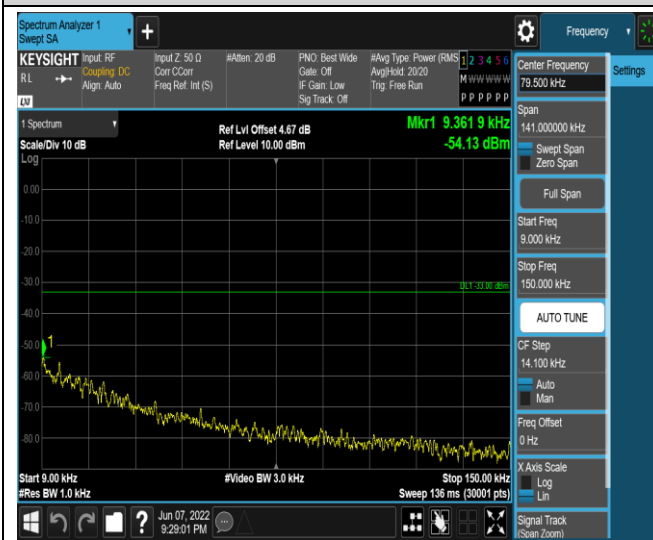 Spectrum Analyzer 1
Swept SA
+
Frequency
KEYSIGHT
RL
LXI
Input: RF
Coupling: DC
Align: Auto
Input Z: 50 Ω
Corr CCorr
Freq Ref: Int (S)
#Atten: 20 dB
PNO: Best Wide
Gate: Off
IF Gain: Low
Sig Track: Off
#Avg Type: Power (RMS
Avg|Hold: 20/20
Trig: Free Run
1 2 3 4 5 6
M W W W W W
P P P P P P
Center Frequency
79.500 kHz
Settings
Span
141.000000 kHz
Swept Span
Zero Span
Full Span
Start Freq
9.000 kHz
Stop Freq
150.000 kHz
AUTO TUNE
CF Step
14.100 kHz
Auto
Man
Freq Offset
0 Hz
X Axis Scale
Log
Lin
Signal Track
(Span Zoom)
1 Spectrum
Scale/Div 10 dB
Log
Ref Lvl Offset 4.67 dB
Ref Level 10.00 dBm
Mkr1 9.361 9 kHz
-54.13 dBm
0.00
-10.0
-20.0
-30.0
-40.0
-50.0
-60.0
-70.0
-80.0
DL1 -33.00 dBm
1
Start 9.00 kHz
#Res BW 1.0 kHz
#Video BW 3.0 kHz
Stop 150.00 kHz
Sweep 136 ms (30001 pts)
?
Jun 07, 2022
9:29:01 PM